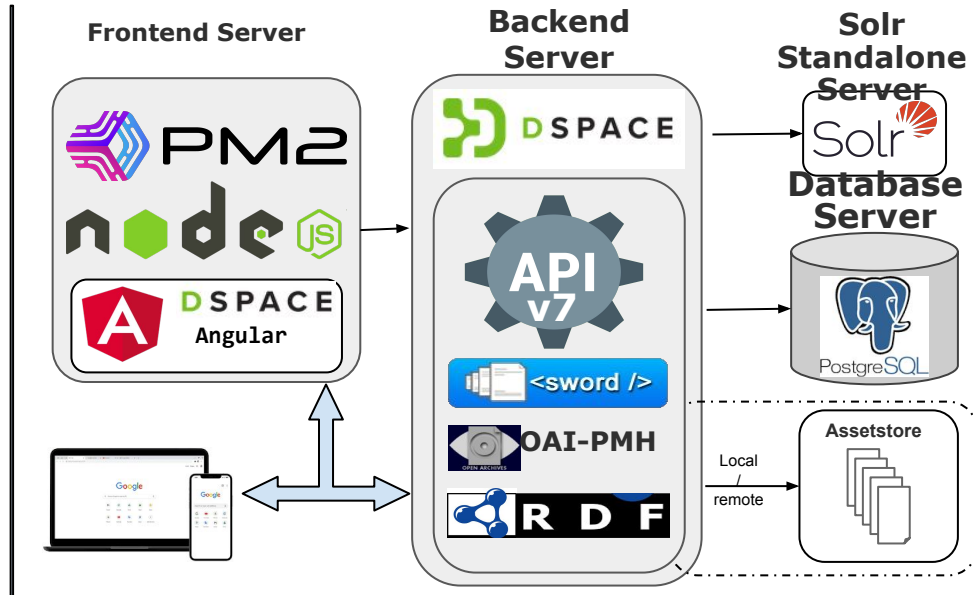 Frontend Server
PM2
node
JS
DSPACE
Angular
Backend
Server
DSPACE
API
v7
<sword />
OAI-PMH
OPEN ARCHIVES
RDF
Solr
Standalone
Server
Solr
Database
Server
PostgreSQL
Local
/
remote
Assetstore
Google
Google